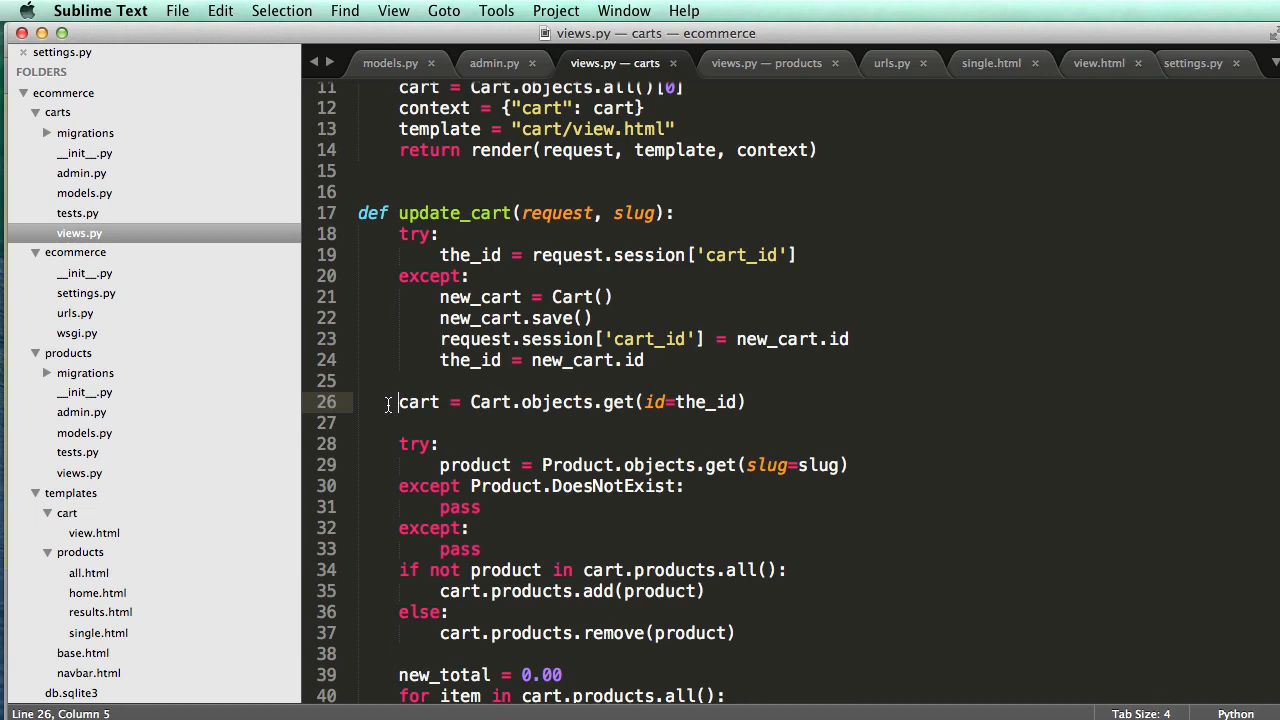 Sublime Text File Edit Selection Find View Goto Tools Project Window Help
views.py — carts — ecommerce
settings.py
FOLDERS
ecommerce
carts
migrations
__init__.py
admin.py
models.py
tests.py
views.py
ecommerce
__init__.py
settings.py
urls.py
wsgi.py
products
migrations
__init__.py
admin.py
models.py
tests.py
views.py
templates
cart
view.html
products
all.html
home.html
results.html
single.html
base.html
navbar.html
db.sqlite3
models.py admin.py views.py — carts views.py — products urls.py single.html view.html settings.py
11 cart = Cart.objects.all()[0]
12 context = {"cart": cart}
13 template = "cart/view.html"
14 return render(request, template, context)
15
16
17 def update_cart(request, slug):
18 try:
19 the_id = request.session['cart_id']
20 except:
21 new_cart = Cart()
22 new_cart.save()
23 request.session['cart_id'] = new_cart.id
24 the_id = new_cart.id
25
26 cart = Cart.objects.get(id=the_id)
27
28 try:
29 product = Product.objects.get(slug=slug)
30 except Product.DoesNotExist:
31 pass
32 except:
33 pass
34 if not product in cart.products.all():
35 cart.products.add(product)
36 else:
37 cart.products.remove(product)
38
39 new_total = 0.00
40 for item in cart.products.all():
Line 26, Column 5 Tab Size: 4 Python